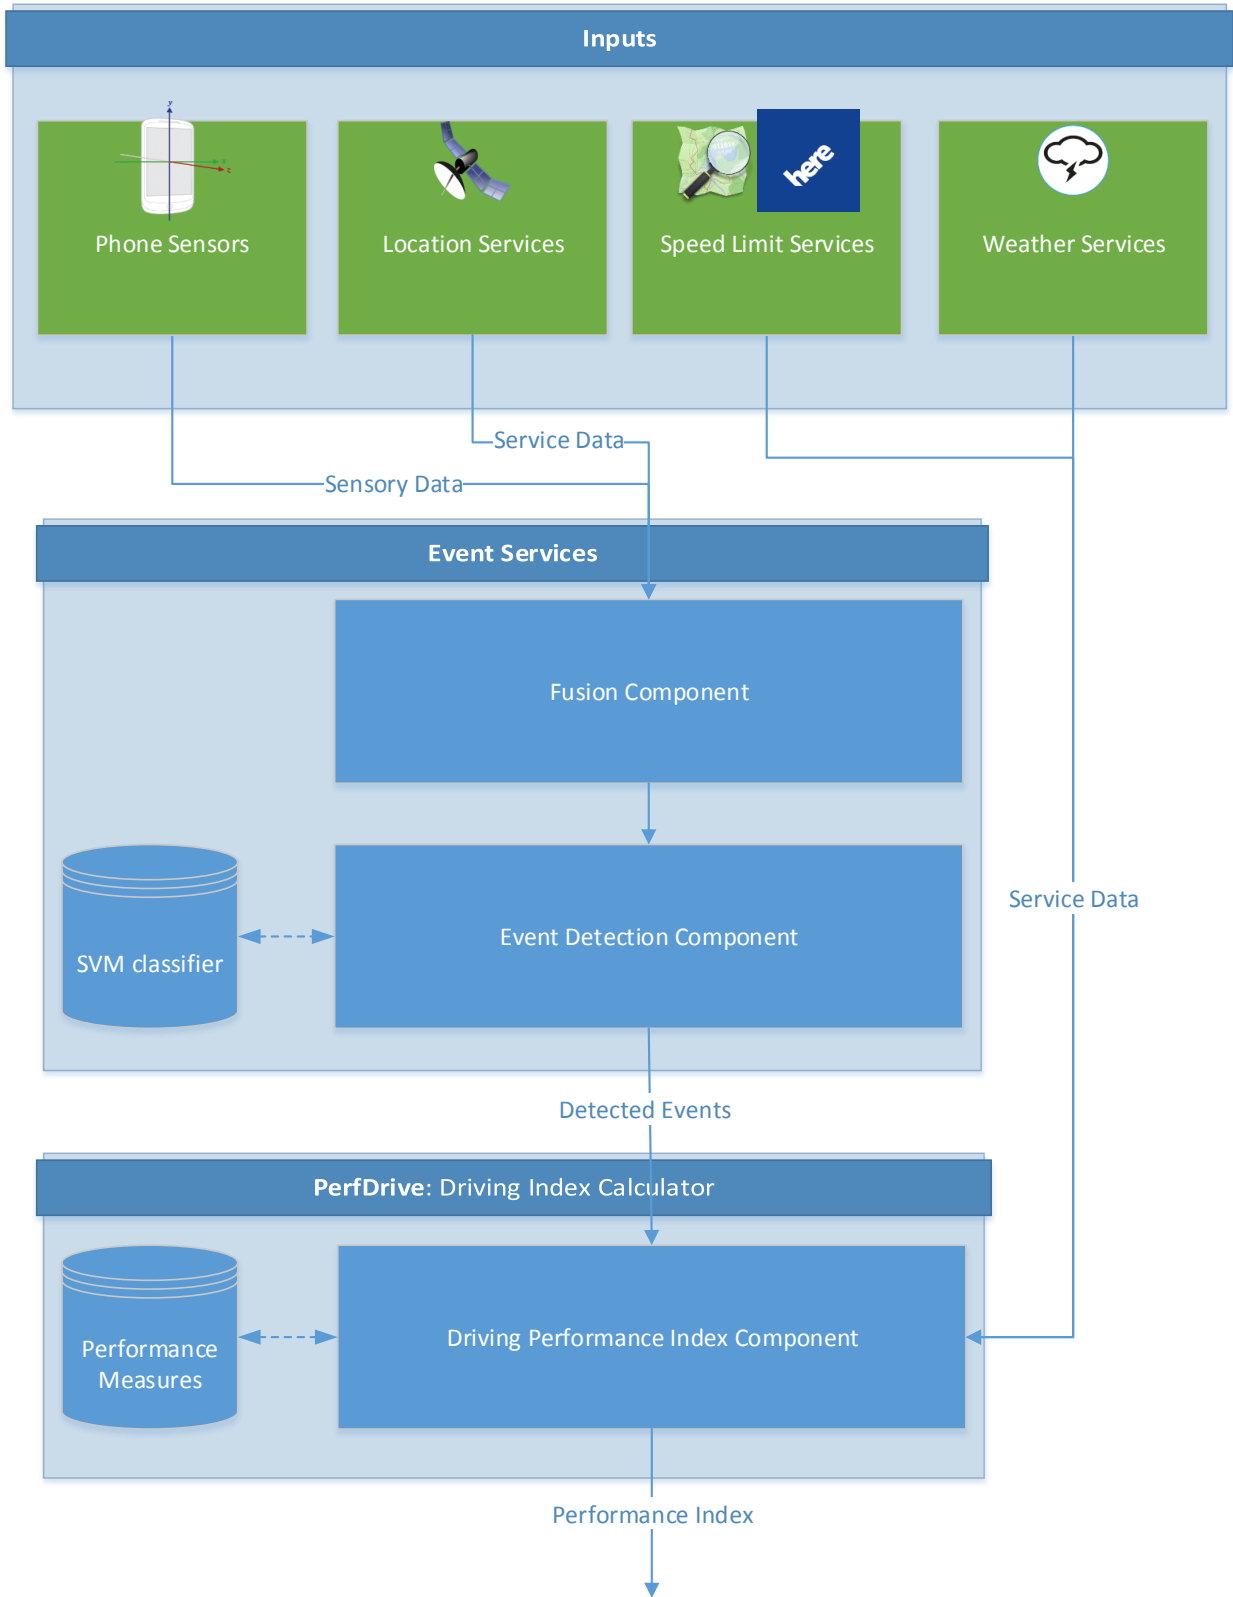 Inputs
y
x
z
here
Phone Sensors
Location Services
Speed Limit Services
Weather Services
Service Data
Sensory Data
Event Services
Fusion Component
Service Data
Event Detection Component
SVM classifier
Detected Events
PerfDrive: Driving Index Calculator
Driving Performance Index Component
Performance
Measures
Performance Index